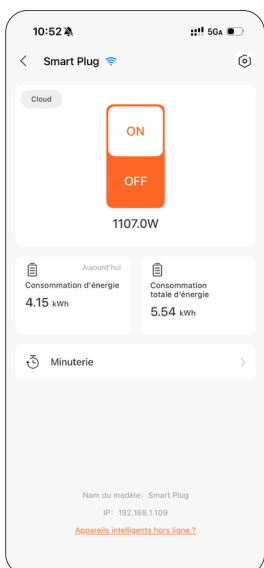 10:52 5GA
Smart Plug
Cloud
ON
OFF
1107.0W
Aujourd'hui
Consommation d'énergie
4.15 kWh
Consommation
totale d'énergie
5.54 kWh
Minuterie
Nom du modèle: Smart Plug
IP: 192.168.1.109
Appareils intelligents hors ligne ?